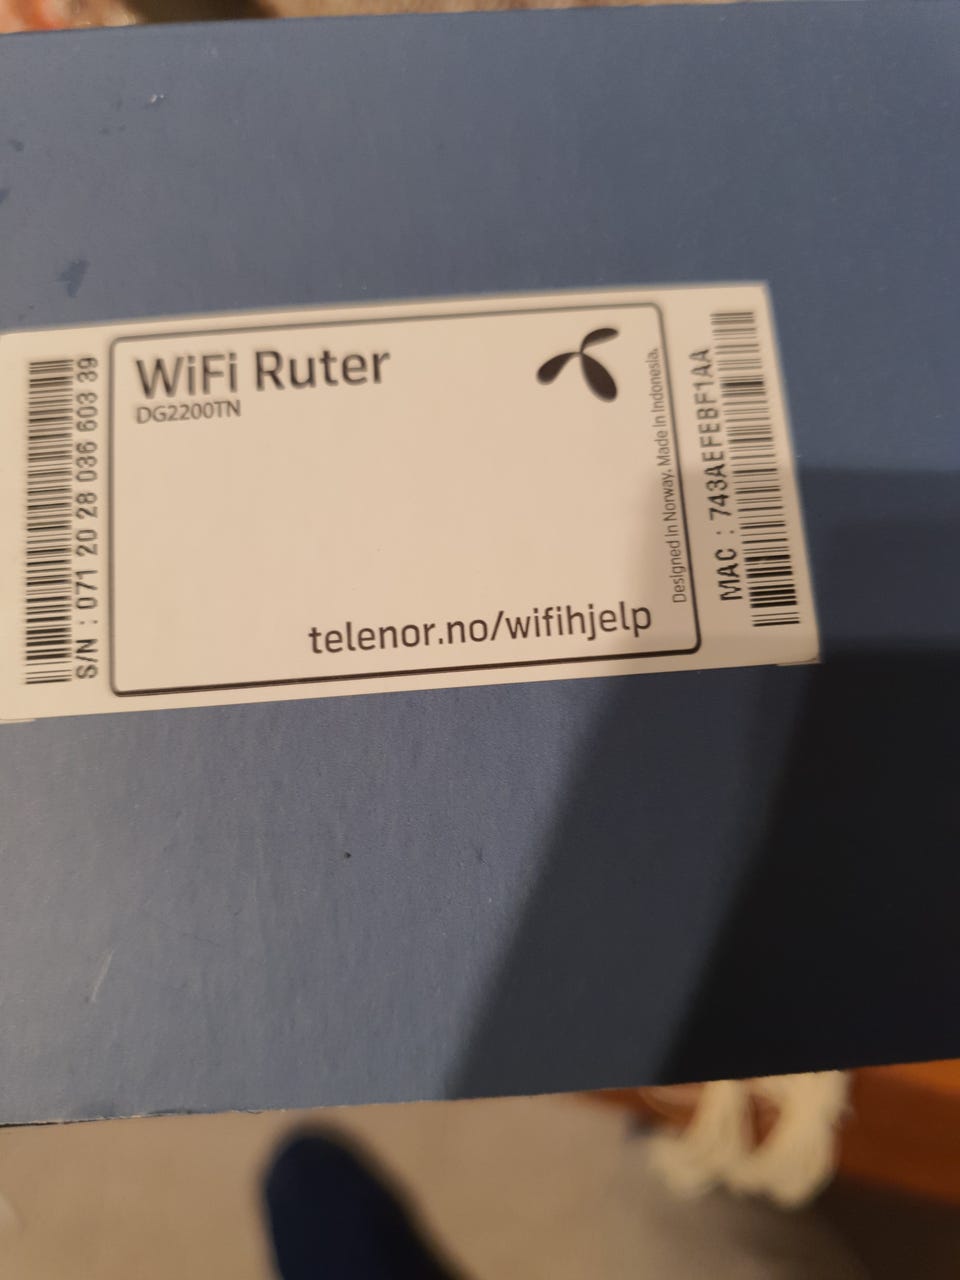 S/N : 071 20 28 036 603 39
WiFi Ruter
DG2200TN
telenor.no/wifihjelp
Designed in Norway. Made in Indonesia.
MAC : 743AEFEBF1AA